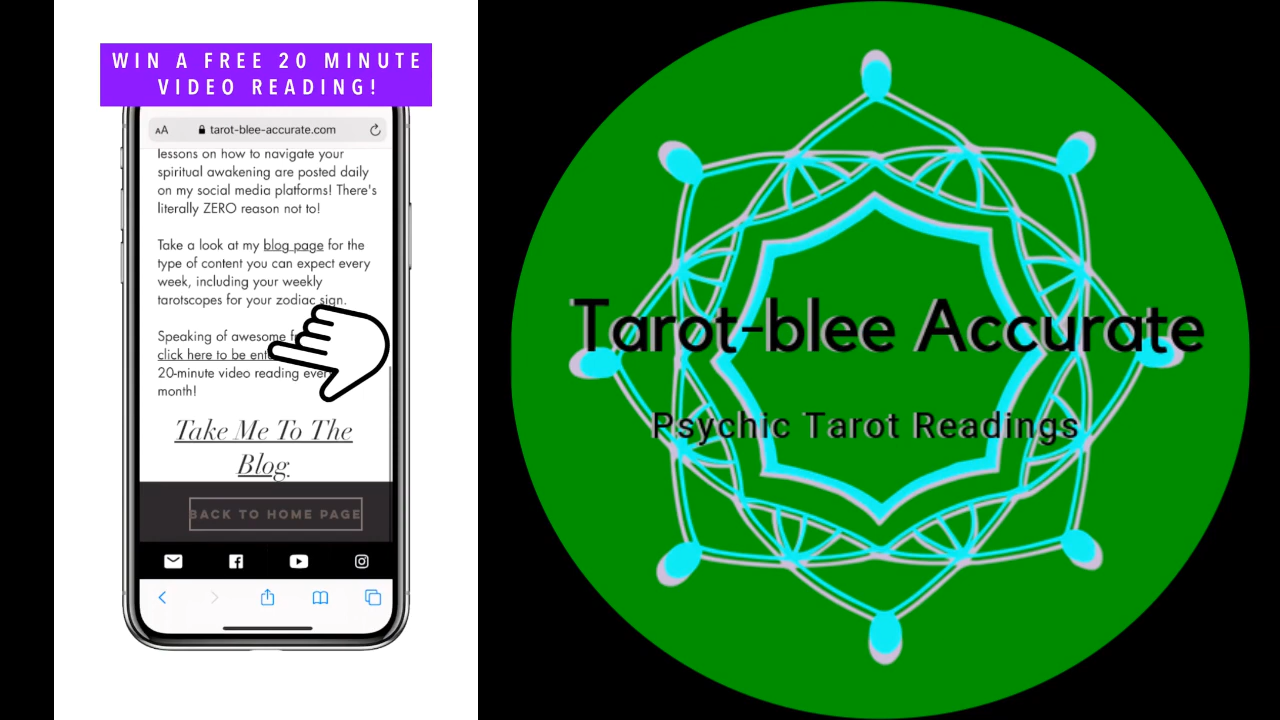 WIN A FREE 20 MINUTE
VIDEO READING!
AA
tarot-blee-accurate.com
lessons on how to navigate your
spiritual awakening are posted daily
on my social media platforms! There's
literally ZERO reason not to!
Take a look at my blog page for the
type of content you can expect every
week, including your weekly
tarotscopes for your zodiac sign.
Speaking of awesome
click here to be
20-minute video reading every
month!
Take Me To The
Blog
BACK TO HOME PAGE
Tarot-blee Accurate
Psychic Tarot Readings